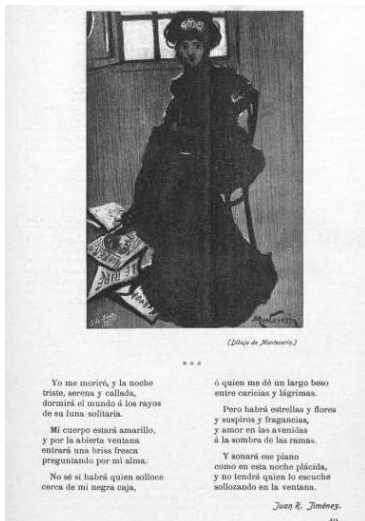 LE RIRE
(Dibujo de Montesarín.)
* * *
Yo me moriré, y la noche
triste, serena y callada,
dormirá el mundo á los rayos
de su luna solitaria.
Mi cuerpo estará amarillo,
y por la abierta ventana
entrará una brisa fresca
preguntando por mi alma.
No sé si habrá quien solloce
cerca de mi negra caja,
ó quien me dé un largo beso
entre caricias y lágrimas.
Pero habrá estrellas y flores
y suspiros y fragancias,
y amor en las avenidas
á la sombra de las ramas.
Y sonará ese piano
como en esta noche plácida,
y no tendrá quien lo escuche
sollozando en la ventana.
Juan R. Jiménez.